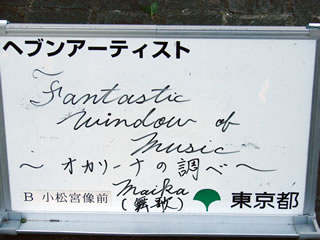 ヘブンアーティスト
~Fantastic
window of
Music
～オカリーナの調べ～
B 小松宮像前
maika
東京都